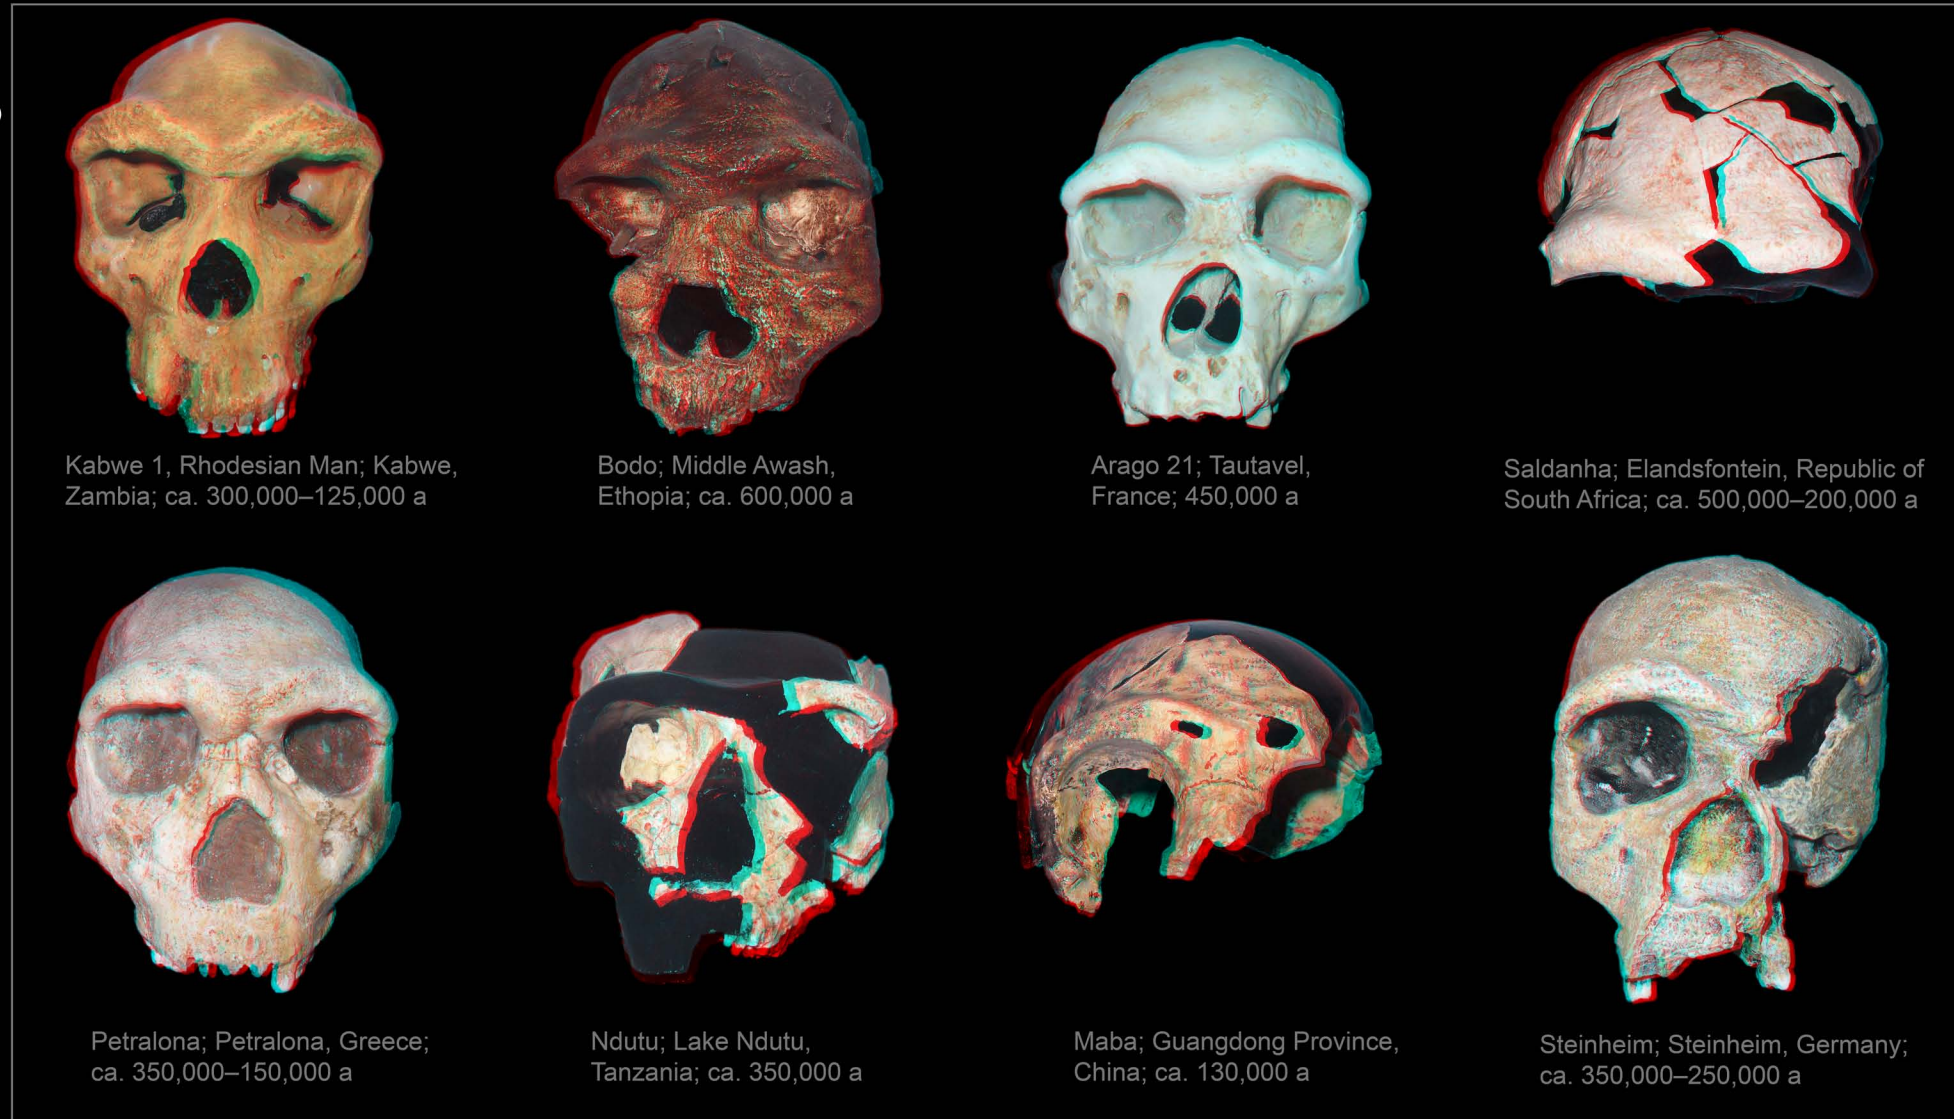 Kabwe 1, Rhodesian Man; Kabwe,
Zambia; ca. 300,000–125,000 a
Bodo; Middle Awash,
Ethopia; ca. 600,000 a
Arago 21; Tautavel,
France; 450,000 a
Saldanha; Elandsfontein, Republic of
South Africa; ca. 500,000–200,000 a
Petralona; Petralona, Greece;
ca. 350,000–150,000 a
Ndutu; Lake Ndutu,
Tanzania; ca. 350,000 a
Maba; Guangdong Province,
China; ca. 130,000 a
Steinheim; Steinheim, Germany;
ca. 350,000–250,000 a